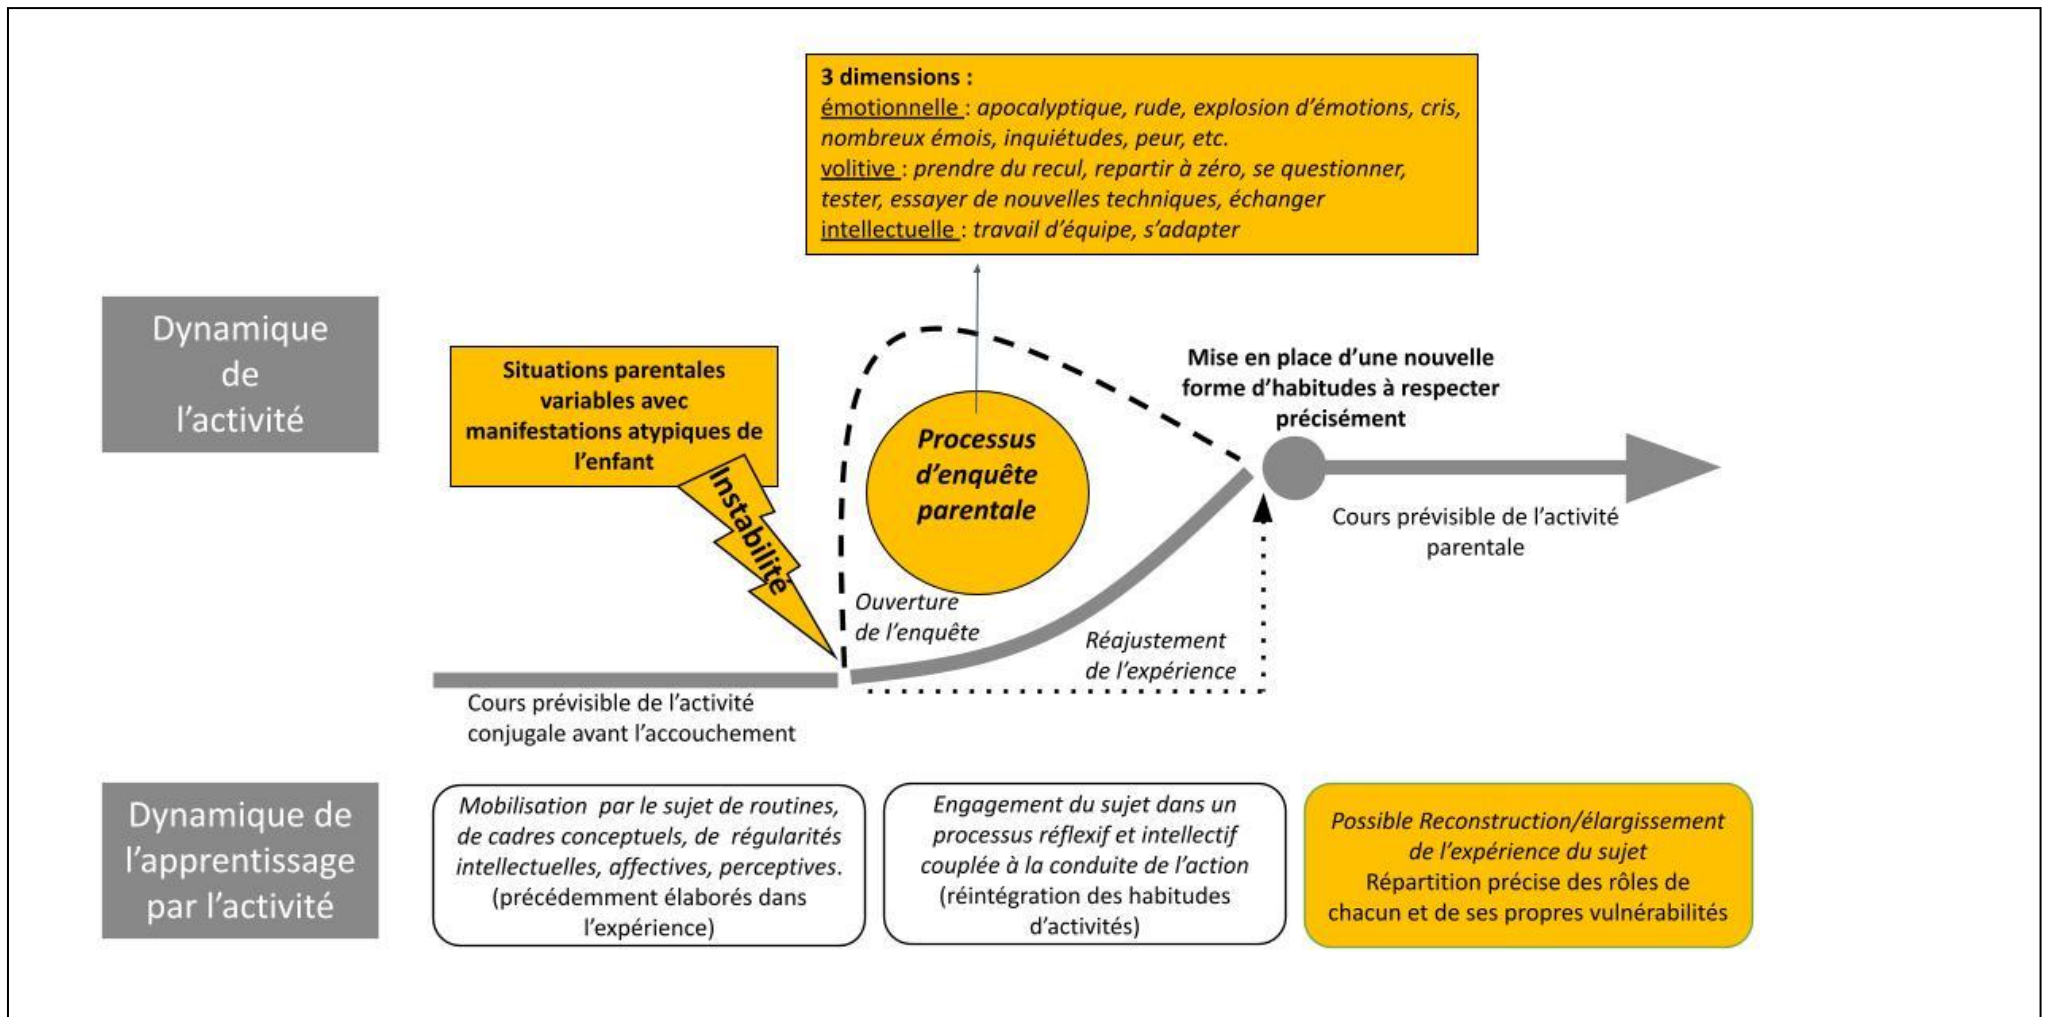 3 dimensions :
émotionnelle : apocalyptique, rude, explosion d’émotions, cris,
nombreux émois, inquiétudes, peur, etc.
volitive : prendre du recul, repartir à zéro, se questionner,
tester, essayer de nouvelles techniques, échanger
intellectuelle : travail d’équipe, s’adapter
Dynamique
de
l’activité
Situations parentales
variables avec
manifestations atypiques de
l’enfant
Instabilité
Processus
d’enquête
parentale
Mise en place d’une nouvelle
forme d’habitudes à respecter
précisément
Cours prévisible de l’activité
parentale
Ouverture
de l’enquête
Réajustement
de l’expérience
Cours prévisible de l’activité
conjugale avant l’accouchement
Dynamique de
l’apprentissage
par l’activité
Mobilisation par le sujet de routines,
de cadres conceptuels, de régularités
intellectuelles, affectives, perceptives.
(précédemment élaborés dans
l’expérience)
Engagement du sujet dans un
processus réflexif et intellectif
couplée à la conduite de l’action
(réintégration des habitudes
d’activités)
Possible Reconstruction/élargissement
de l’expérience du sujet
Répartition précise des rôles de
chacun et de ses propres vulnérabilités